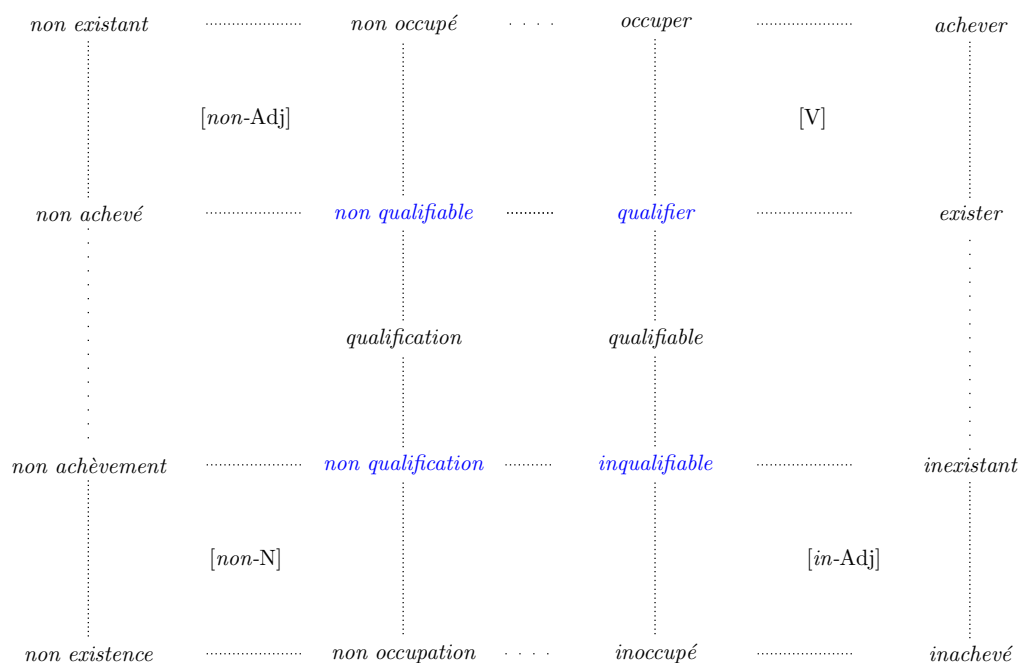 non existant non occupé occuper achever
[non-Adj] [V]
non achevé non qualifiable qualifier exister
qualification qualifiable
non achèvement non qualification inqualifiable inexistant
[non-N] [in-Adj]
non existence non occupation inoccupé inachevé